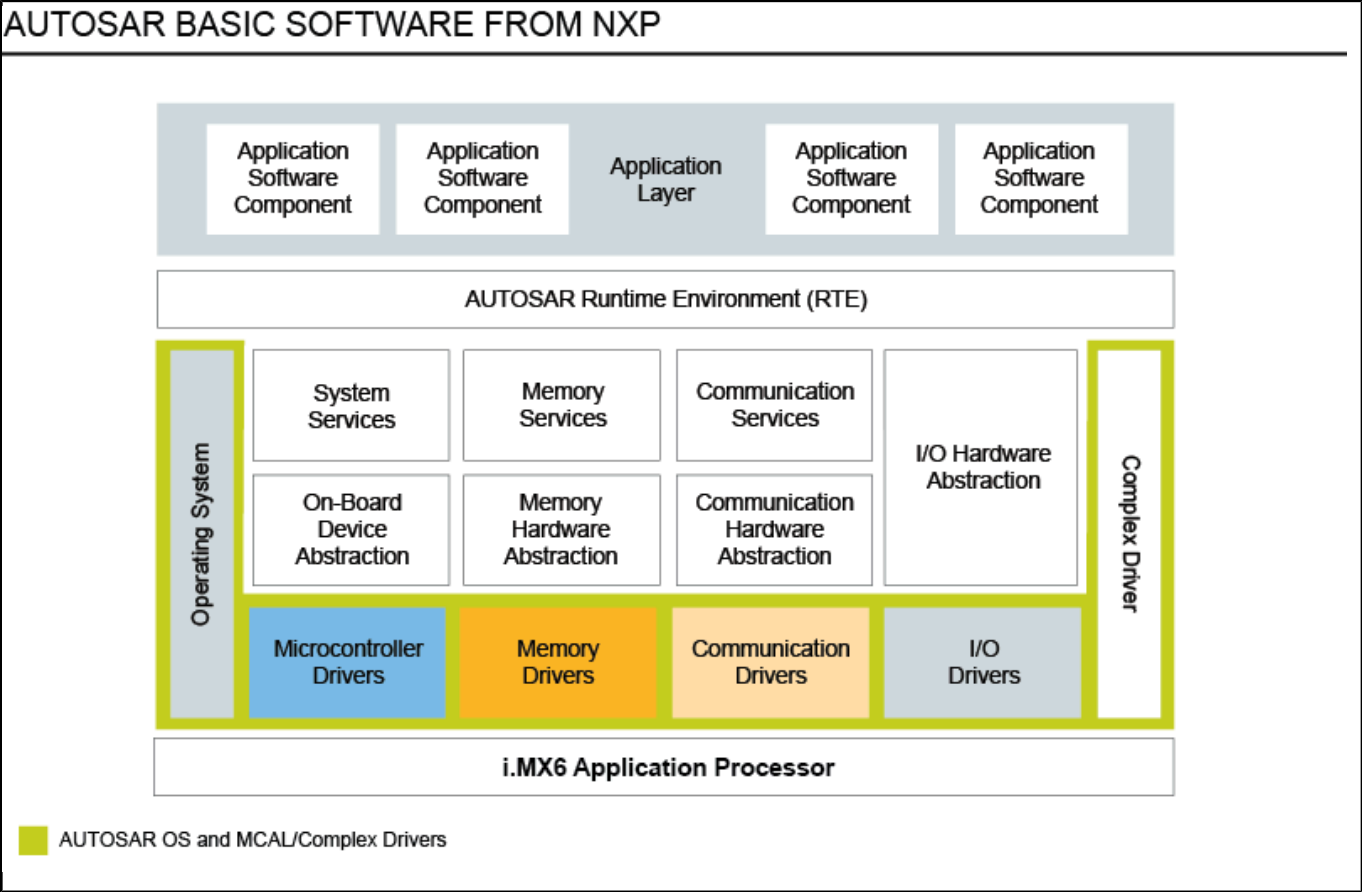 AUTOSAR BASIC SOFTWARE FROM NXP
Application
Software
Component
Application
Software
Component
Application
Layer
Application
Software
Component
Application
Software
Component
AUTOSAR Runtime Environment (RTE)
Operating System
System
Services
Memory
Services
Communication
Services
I/O Hardware
Abstraction
Complex Driver
On-Board
Device
Abstraction
Memory
Hardware
Abstraction
Communication
Hardware
Abstraction
Microcontroller
Drivers
Memory
Drivers
Communication
Drivers
I/O
Drivers
i.MX6 Application Processor
AUTOSAR OS and MCAL/Complex Drivers